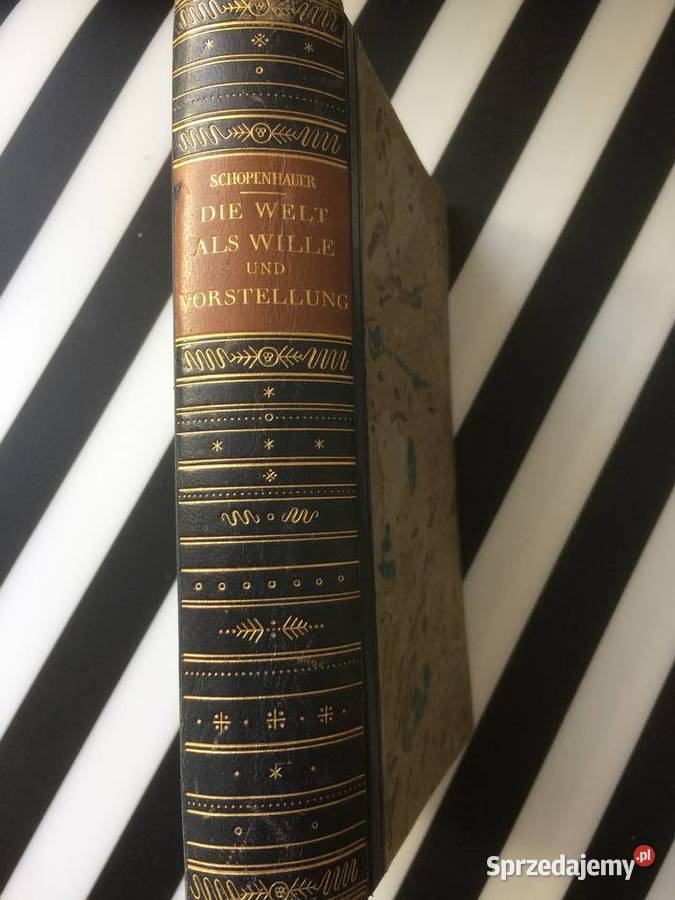 SCHOPENHAUER
DIE WELT
ALS WILLE
UND
VORSTELLUNG
Sprzedajemy.pl